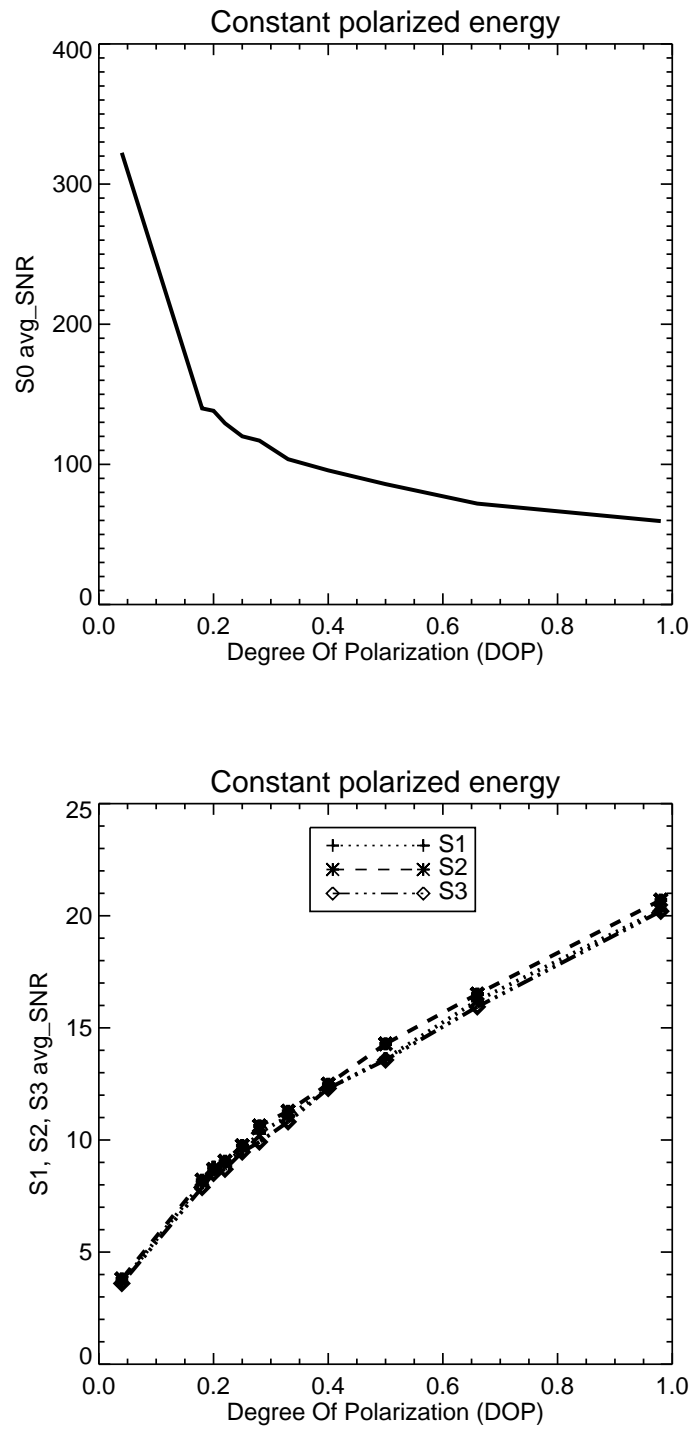 Constant polarized energy
400
300
200
100
0
S0 avg_SNR
0.0 0.2 0.4 0.6 0.8 1.0
Degree Of Polarization (DOP)
Constant polarized energy
25
20
15
10
5
0
S1, S2, S3 avg_SNR
S1
S2
S3
0.0 0.2 0.4 0.6 0.8 1.0
Degree Of Polarization (DOP)